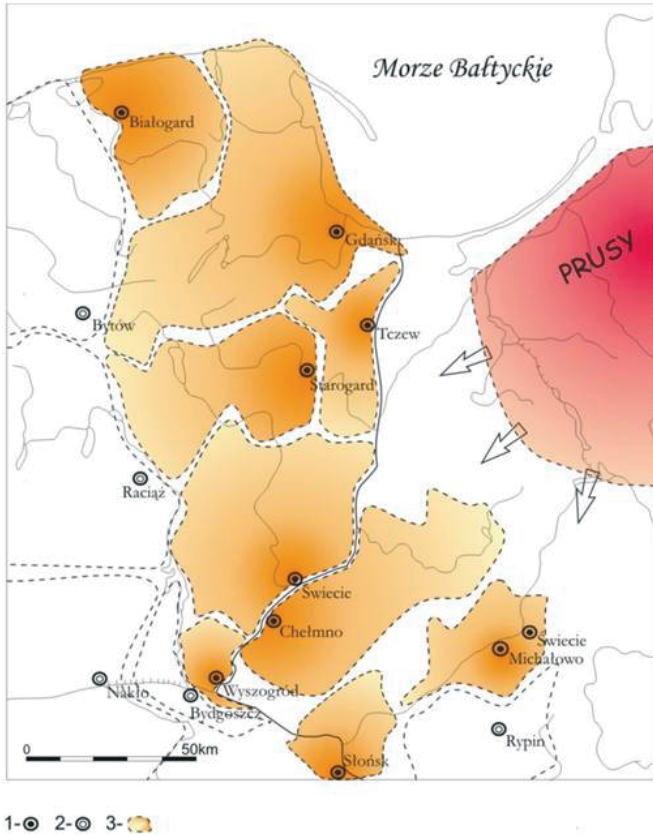 Morze Bałtyckie
Białogard
Gdańsk
PRUSY
Bytów
Tczew
Starogard
Raciąż
Świecie
Chełmno
Świecie
Michałowo
Nakło
Wyszogród
Bydgoszcz
Rypin
0 50km
Słońsk
1- 2- 3-